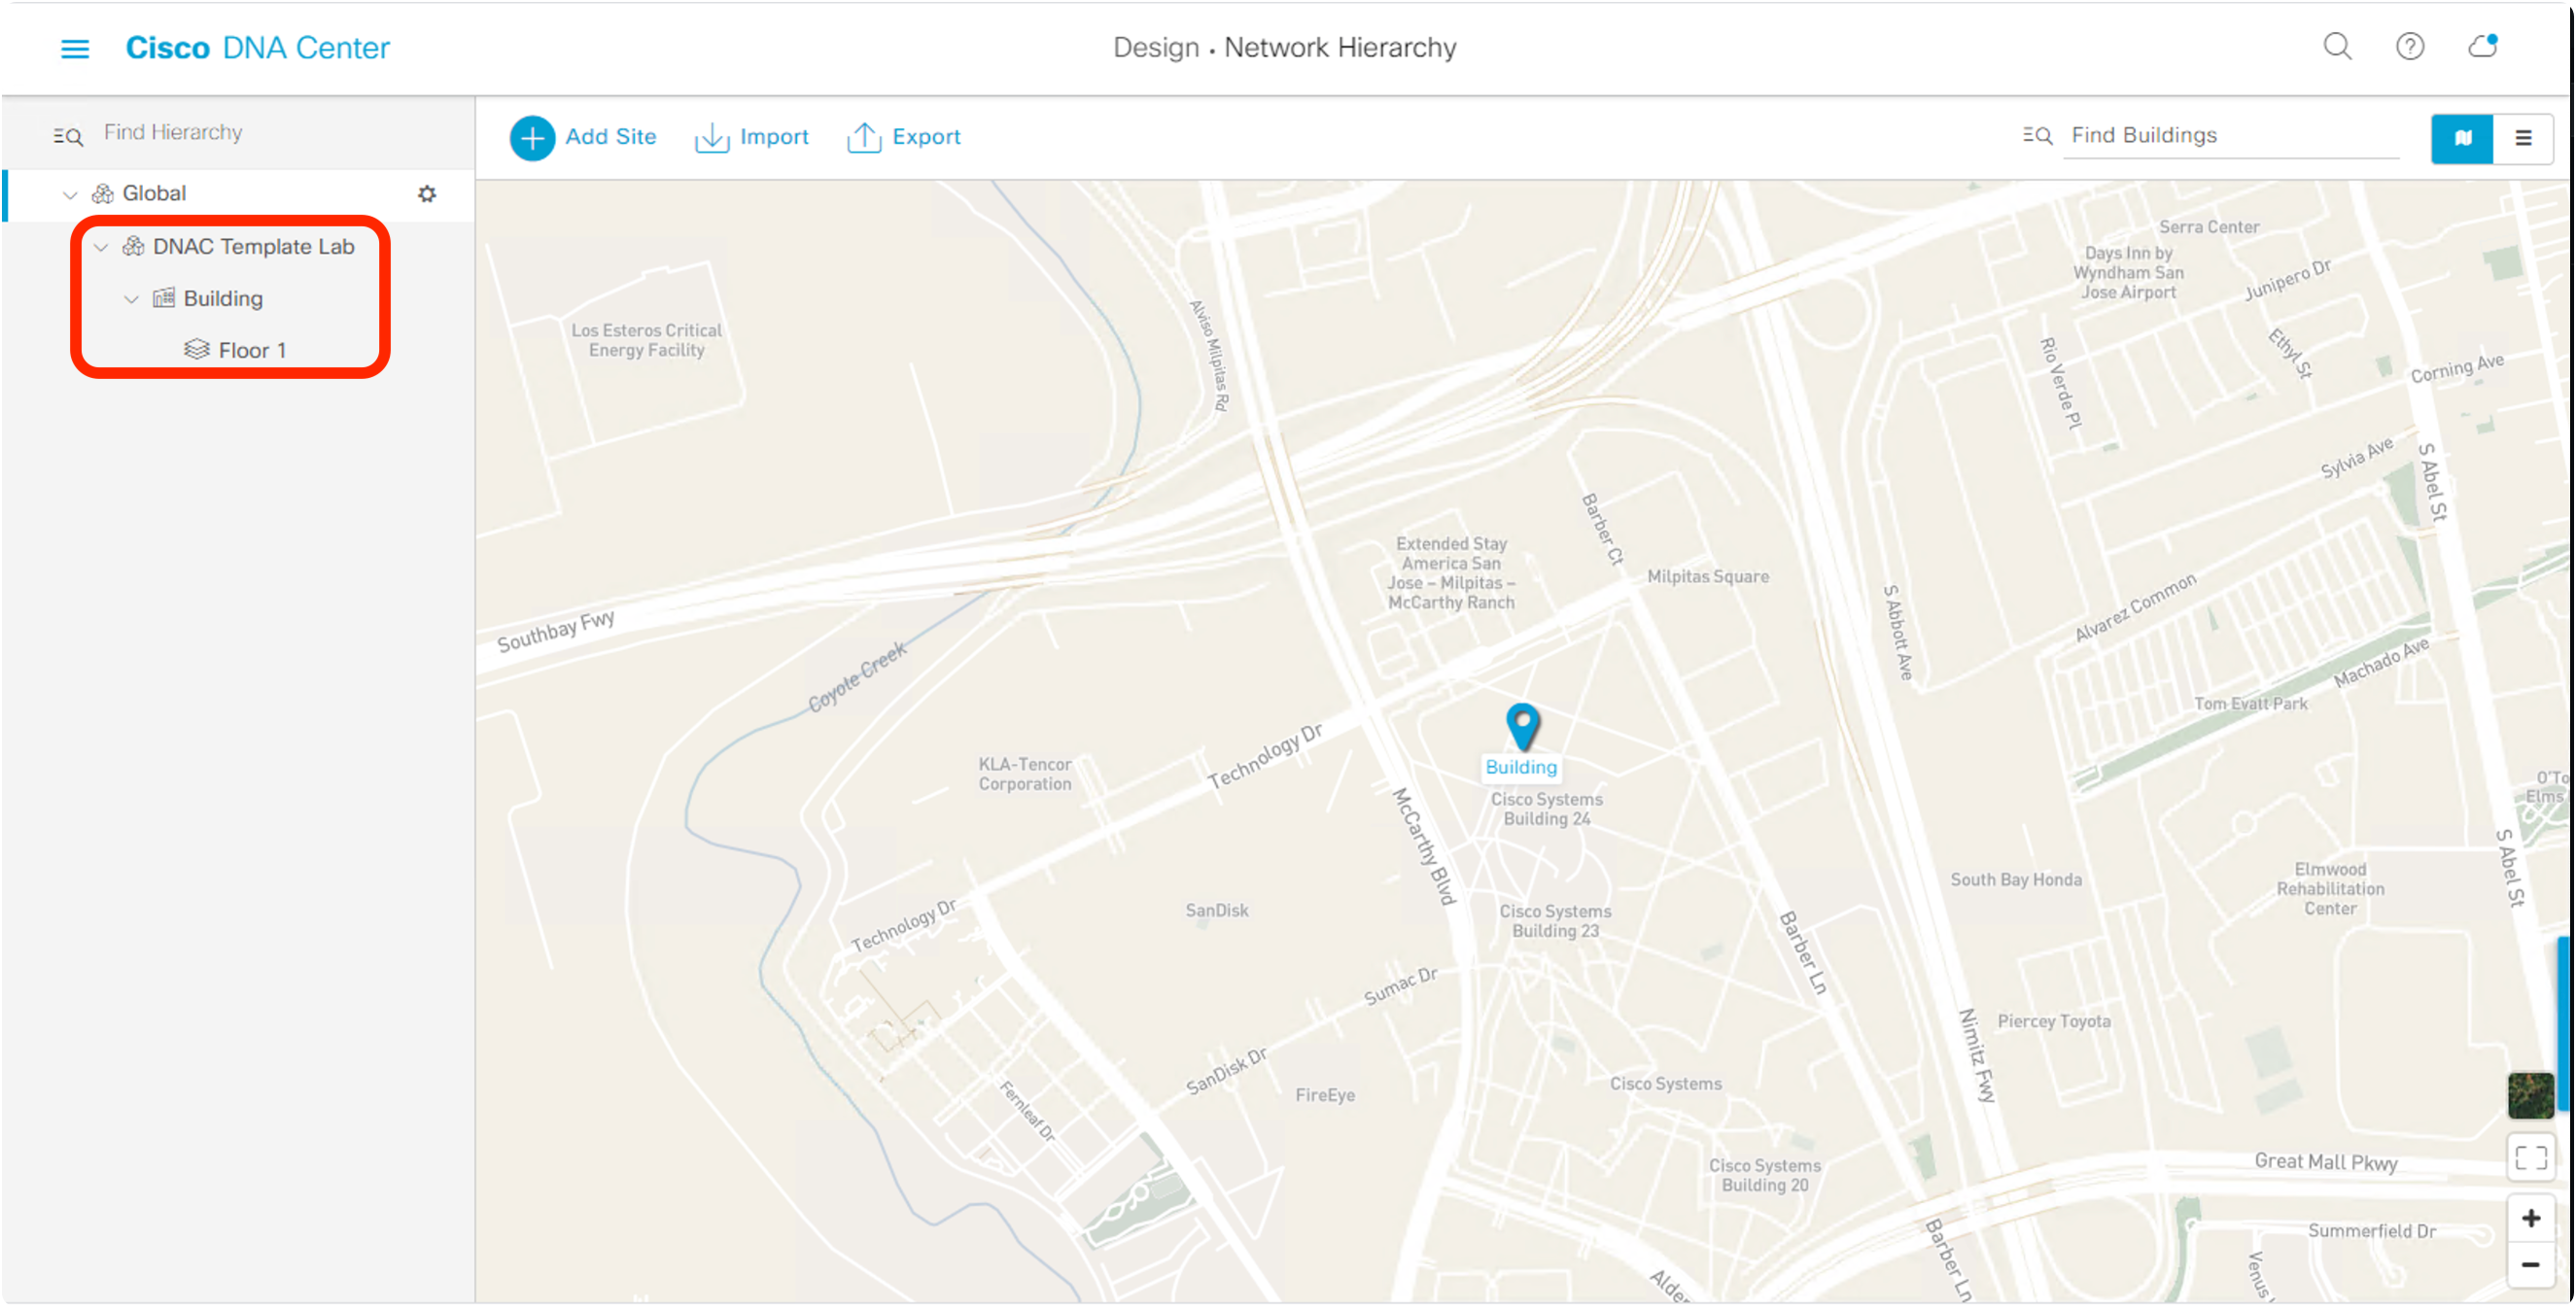 Cisco DNA Center
Design · Network Hierarchy
Find Hierarchy
Global
DNAC Template Lab
Building
Floor 1
Add Site
Import
Export
Find Buildings
Serra Center
Days Inn by
Wyndham San
Jose Airport
Junipero Dr
Los Esteros Critical
Energy Facility
Alviso Milpitas Rd
Rio Verde Pl
Ethyl St
Corning Ave
Sylvia Ave
S Abel St
Barber Ct
Extended Stay
America San
Jose – Milpitas –
McCarthy Ranch
Milpitas Square
S Abbott Ave
Alvarez Common
Machado Ave
Southbay Fwy
Coyote Creek
Tom Evatt Park
Technology Dr
KLA-Tencor
Corporation
Building
Cisco Systems
Building 24
McCarthy Blvd
O'To
Elms
S Abel St
South Bay Honda
Elmwood
Rehabilitation
Center
SanDisk
Technology Dr
Cisco Systems
Building 23
Barber Ln
Sumac Dr
Nimitz Fwy
Piercey Toyota
SanDisk Dr
FireEye
Cisco Systems
Fernleaf Dr
Cisco Systems
Building 20
Great Mall Pkwy
Barber Ln
Summerfield Dr
Venus
Alder